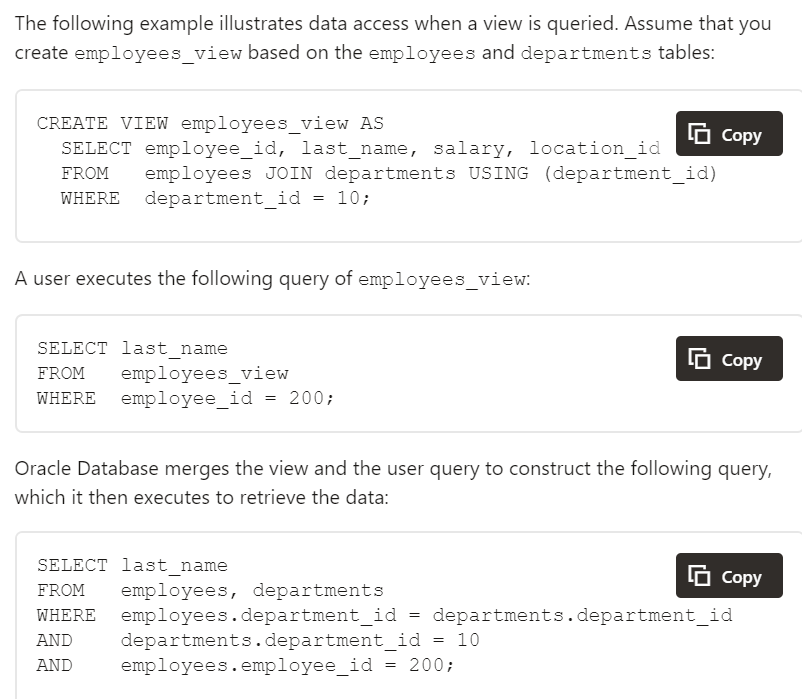 The following example illustrates data access when a view is queried. Assume that you
create employees_view based on the employees and departments tables:
CREATE VIEW employees_view AS
Copy
SELECT employee_id, last_name, salary, location_id
FROM employees JOIN departments USING (department_id)
WHERE department_id = 10;
A user executes the following query of employees_view:
SELECT last_name
Copy
FROM employees_view
WHERE employee_id = 200;
Oracle Database merges the view and the user query to construct the following query,
which it then executes to retrieve the data:
SELECT last_name
Copy
FROM employees, departments
WHERE employees.department_id = departments.department_id
AND departments.department_id = 10
AND employees.employee_id = 200;